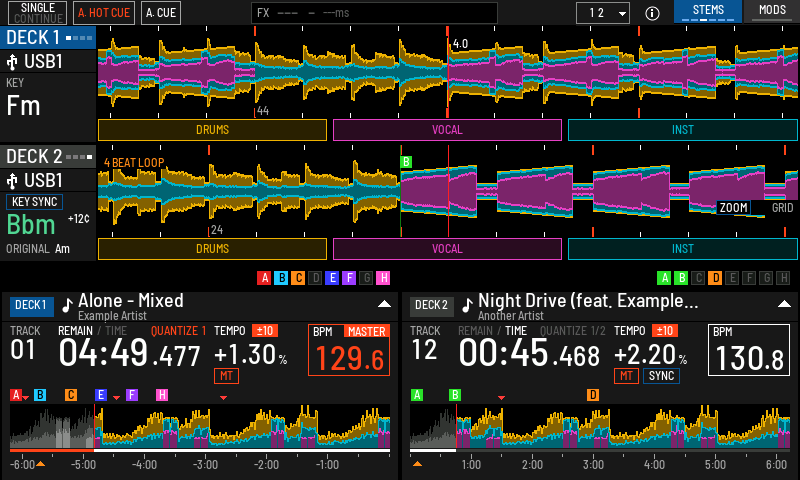 SINGLE
CONTINUE
A. HOT CUE
A. CUE
FX --- - ---ms
1 2
STEMS
MODS
DECK 1
USB1
KEY
Fm
4.0
44
DRUMS
VOCAL
INST
DECK 2
USB1
KEY SYNC
Bbm +12¢
ORIGINAL Am
4 BEAT LOOP
B
24
ZOOM
GRID
DRUMS
VOCAL
INST
A B C D E F G H
A B C D E F G H
DECK 1
Alone - Mixed
Example Artist
TRACK
01
REMAIN / TIME
QUANTIZE 1
04:49.477
TEMPO ±10
+1.30%
MT
BPM MASTER
129.6
A B C E F H
-6:00 -5:00 -4:00 -3:00 -2:00 -1:00
DECK 2
Night Drive (feat. Example...
Another Artist
TRACK
12
REMAIN / TIME
QUANTIZE 1/2
00:45.468
TEMPO ±10
+2.20%
MT SYNC
BPM
130.8
A B D
1:00 2:00 3:00 4:00 5:00 6:00